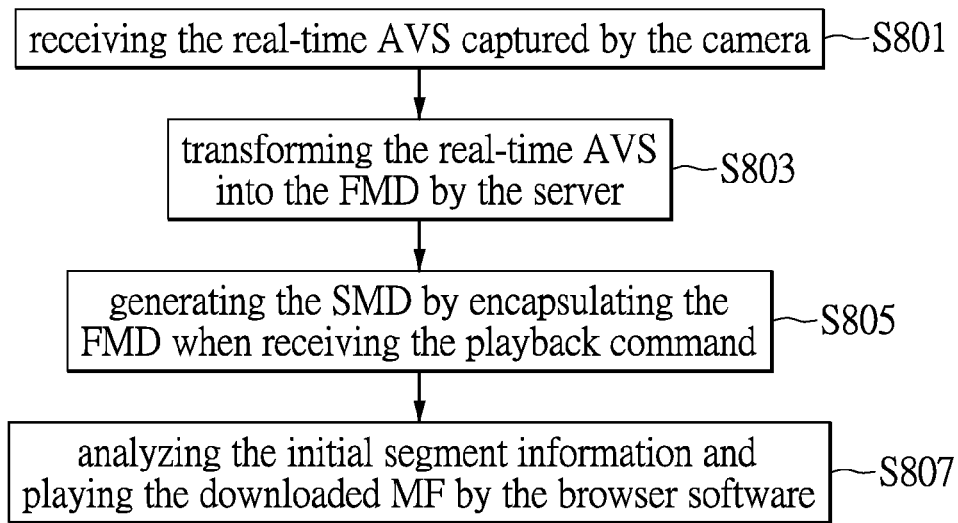 receiving the real-time AVS captured by the camera S801
transforming the real-time AVS
into the FMD by the server
S803
generating the SMD by encapsulating the
FMD when receiving the playback command
S805
analyzing the initial segment information and
playing the downloaded MF by the browser software
S807